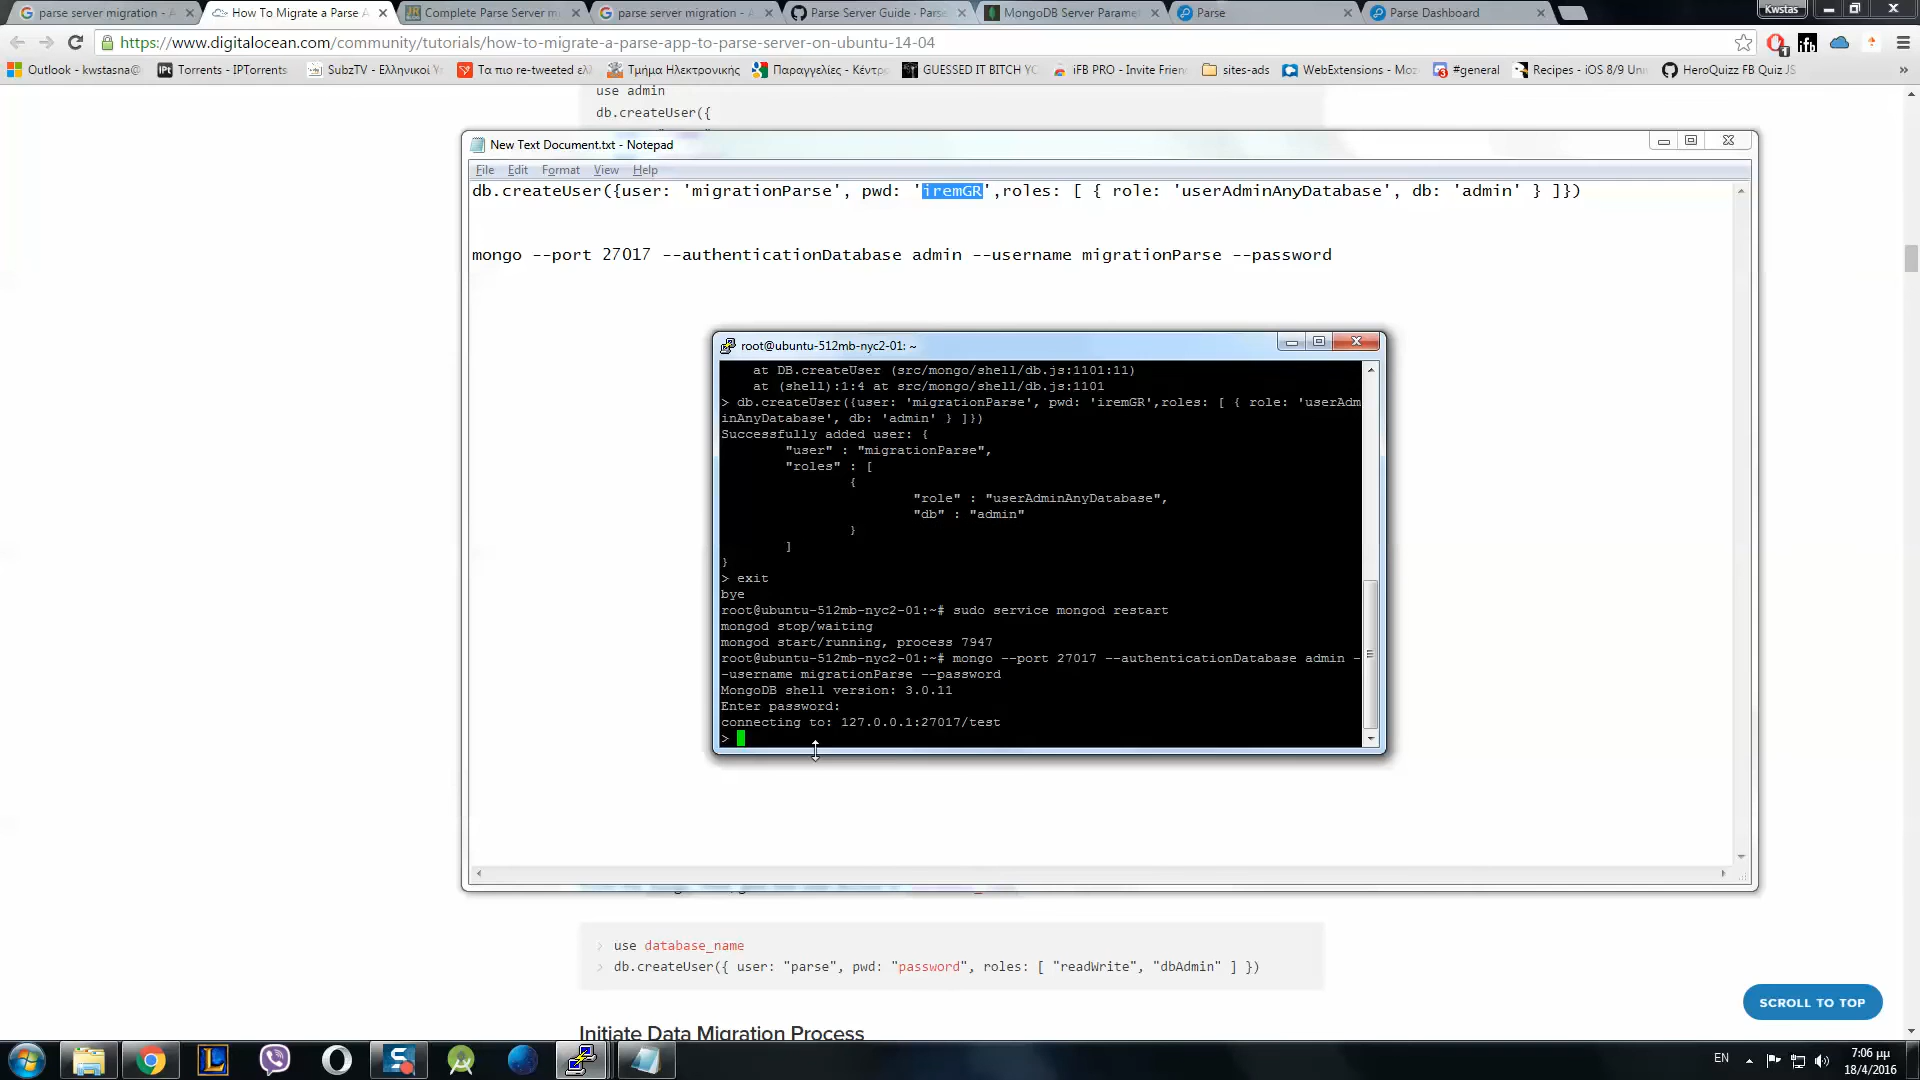 parse server migration - A
How To Migrate a Parse A
Complete Parse Server m
parse server migration - A
Parse Server Guide · Parse
MongoDB Server Parame
Parse
Parse Dashboard
Kwstas
https://www.digitalocean.com/community/tutorials/how-to-migrate-a-parse-app-to-parse-server-on-ubuntu-14-04
Outlook - kwstasna@
Torrents - IPTorrents
SubzTV - Ελληνικοί Υ
Τα πιο re-tweeted ελλ
Τμήμα Ηλεκτρονικής
Παραγγελίες - Κέντρ
GUESSED IT BITCH YO
iFB PRO - Invite Frien
sites-ads
WebExtensions - Moz
#general
Recipes - iOS 8/9 Un
HeroQuizz FB Quiz JS
»
use admin
db.createUser({
New Text Document.txt - Notepad
File Edit Format View Help
db.createUser({user: 'migrationParse', pwd: 'iremGR',roles: [ { role: 'userAdminAnyDatabase', db: 'admin' } ]})
mongo --port 27017 --authenticationDatabase admin --username migrationParse --password
root@ubuntu-512mb-nyc2-01: ~
at DB.createUser (src/mongo/shell/db.js:1101:11)
at (shell):1:4 at src/mongo/shell/db.js:1101
> db.createUser({user: 'migrationParse', pwd: 'iremGR',roles: [ { role: 'userAdm
inAnyDatabase', db: 'admin' } ]})
Successfully added user: {
"user" : "migrationParse",
"roles" : [
{
"role" : "userAdminAnyDatabase",
"db" : "admin"
}
]
}
> exit
bye
root@ubuntu-512mb-nyc2-01:~# sudo service mongod restart
mongod stop/waiting
mongod start/running, process 7947
root@ubuntu-512mb-nyc2-01:~# mongo --port 27017 --authenticationDatabase admin -
-username migrationParse --password
MongoDB shell version: 3.0.11
Enter password:
connecting to: 127.0.0.1:27017/test
>
use database_name
db.createUser({ user: "parse", pwd: "password", roles: [ "readWrite", "dbAdmin" ] })
SCROLL TO TOP
Initiate Data Migration Process
EN
7:06 μμ
18/4/2016